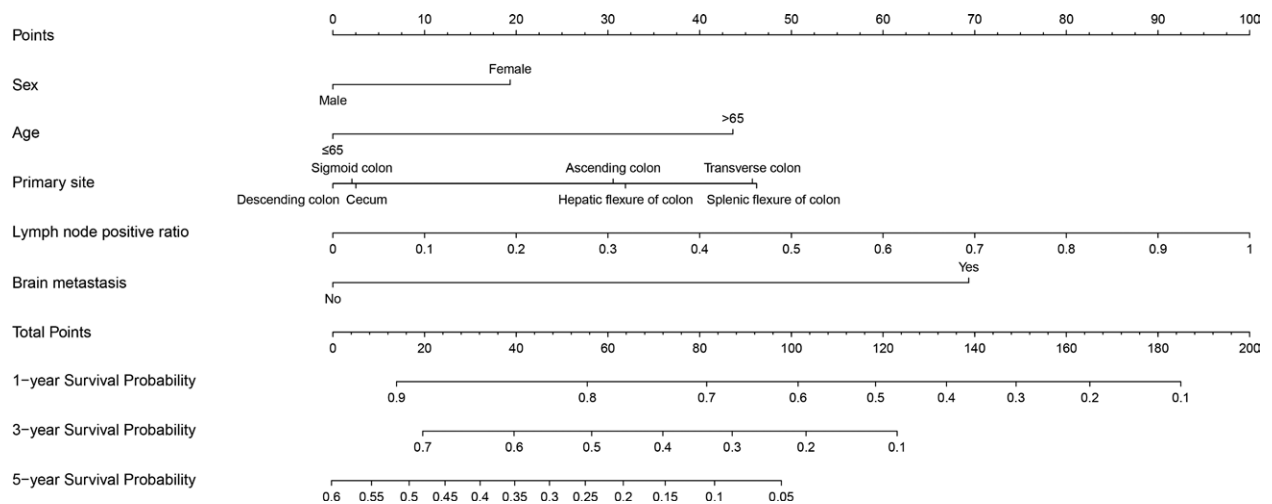 0 10 20 30 40 50 60 70 80 90 100
Points
Female
Sex
Male
>65
Age
≤65
Sigmoid colon Ascending colon Transverse colon
Primary site
Descending colon Cecum Hepatic flexure of colon Splenic flexure of colon
Lymph node positive ratio
0 0.1 0.2 0.3 0.4 0.5 0.6 0.7 0.8 0.9 1
Yes
Brain metastasis
No
Total Points
0 20 40 60 80 100 120 140 160 180 200
1−year Survival Probability
0.9 0.8 0.7 0.6 0.5 0.4 0.3 0.2 0.1
3−year Survival Probability
0.7 0.6 0.5 0.4 0.3 0.2 0.1
5−year Survival Probability
0.6 0.55 0.5 0.45 0.4 0.35 0.3 0.25 0.2 0.15 0.1 0.05